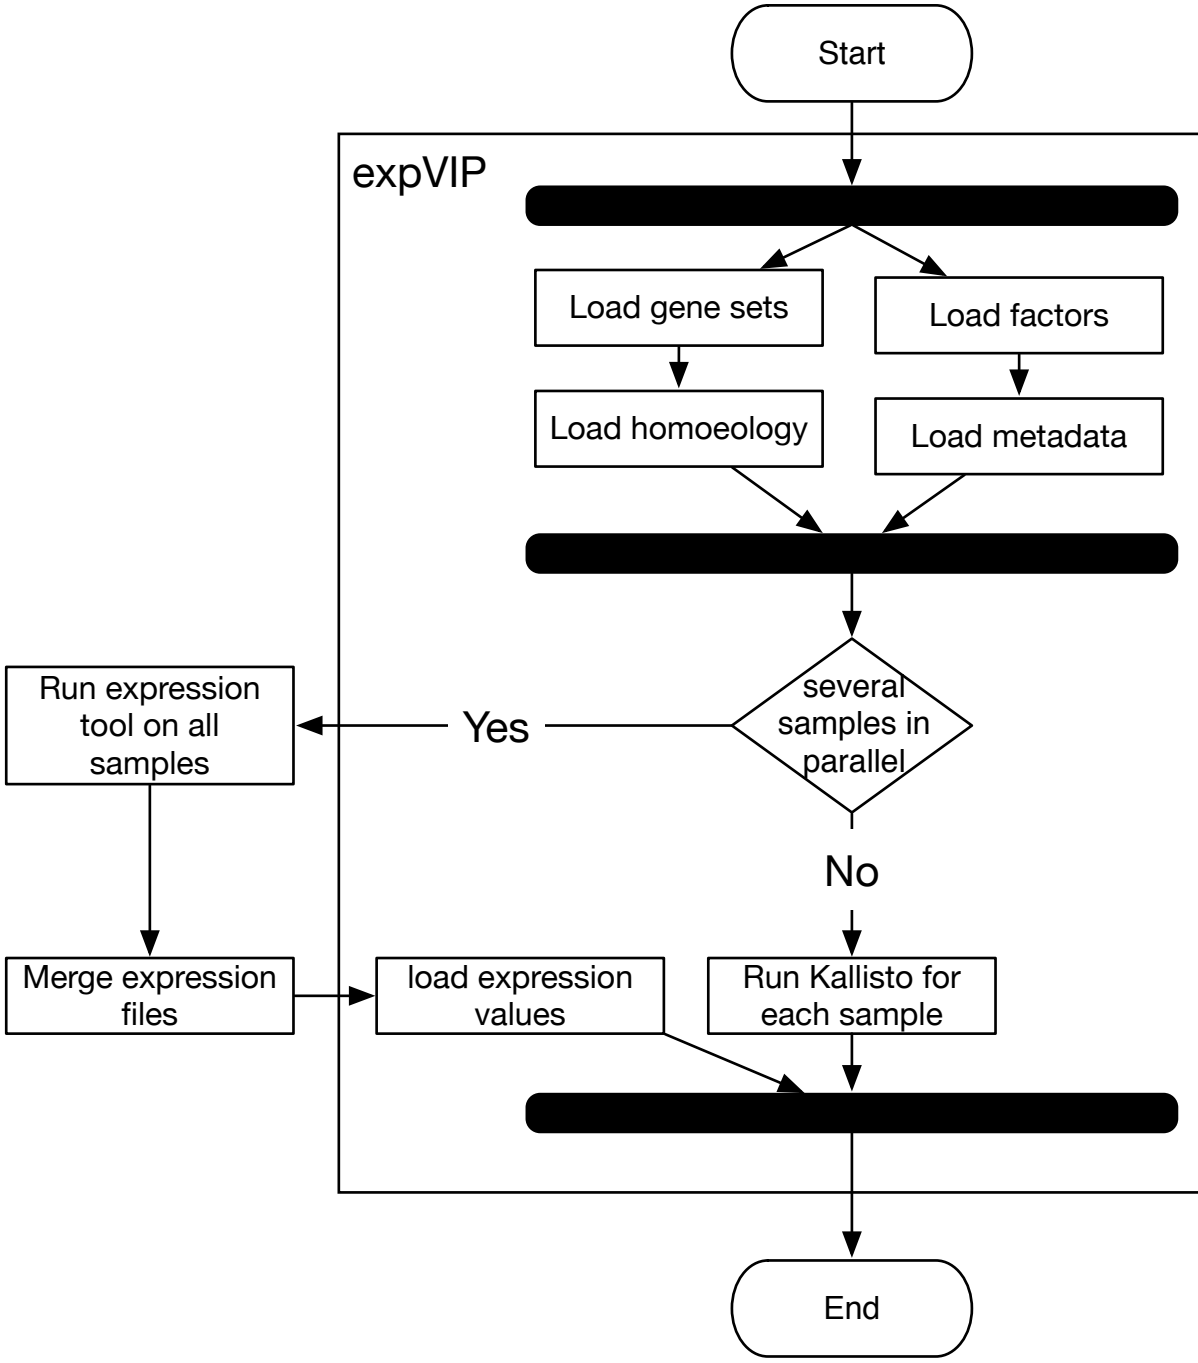 Start
expVIP
Load gene sets
Load factors
Load homoeology
Load metadata
several
samples in
parallel
Yes
Run expression
tool on all
samples
No
Merge expression
files
load expression
values
Run Kallisto for
each sample
End